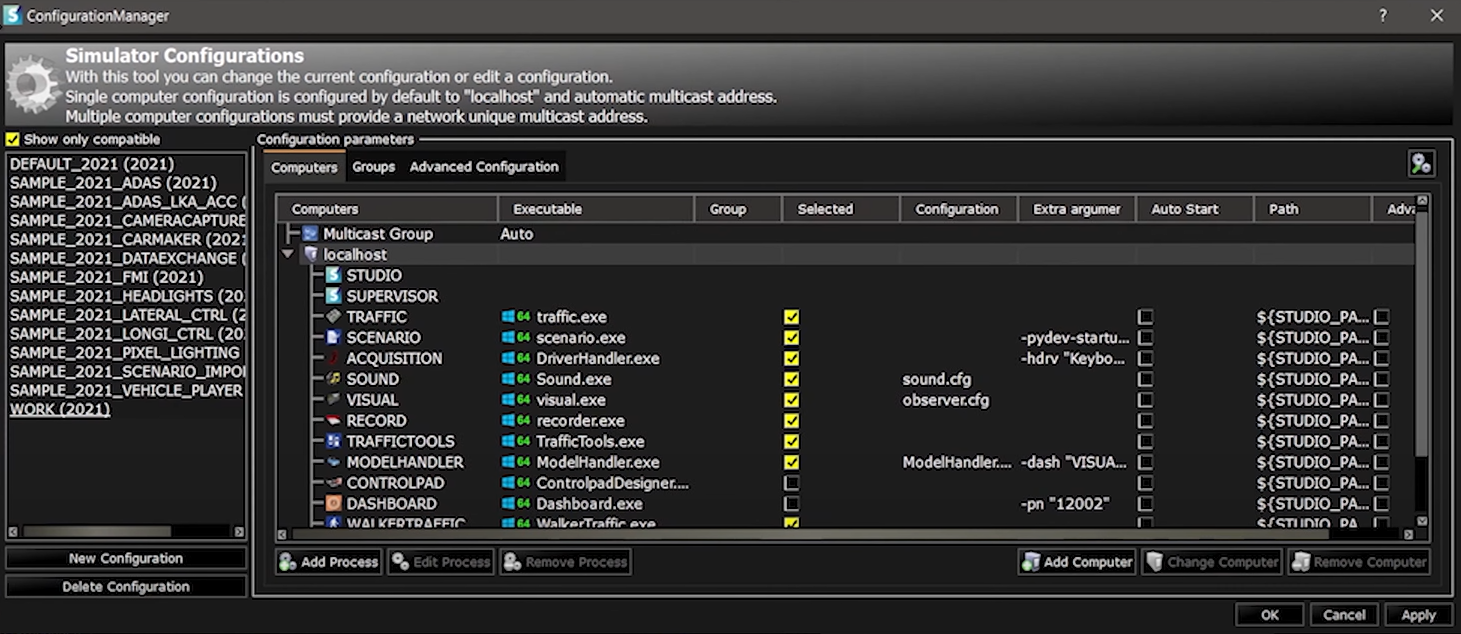 ConfigurationManager
?
Simulator Configurations
With this tool you can change the current configuration or edit a configuration.
Single computer configuration is configured by default to "localhost" and automatic multicast address.
Multiple computer configurations must provide a network unique multicast address.
Show only compatible
DEFAULT_2021 (2021)
SAMPLE_2021_ADAS (2021)
SAMPLE_2021_ADAS_LKA_ACC (
SAMPLE_2021_CAMERACAPTURE
SAMPLE_2021_CARMAKER (2021
SAMPLE_2021_DATAEXCHANGE (
SAMPLE_2021_FMI (2021)
SAMPLE_2021_HEADLIGHTS (20
SAMPLE_2021_LATERAL_CTRL (2
SAMPLE_2021_LONGI_CTRL (20
SAMPLE_2021_PIXEL_LIGHTING
SAMPLE_2021_SCENARIO_IMPO
SAMPLE_2021_VEHICLE_PLAYER
WORK (2021)
New Configuration
Delete Configuration
Configuration parameters
Computers Groups Advanced Configuration
Computers Executable Group Selected Configuration Extra argumer Auto Start Path Adva
Multicast Group Auto
localhost
STUDIO
SUPERVISOR
TRAFFIC 64 traffic.exe ${STUDIO_PA...
SCENARIO 64 scenario.exe -pydev-startu... ${STUDIO_PA...
ACQUISITION 64 DriverHandler.exe -hdrv "Keybo... ${STUDIO_PA...
SOUND 64 Sound.exe sound.cfg ${STUDIO_PA...
VISUAL 64 visual.exe observer.cfg ${STUDIO_PA...
RECORD 64 recorder.exe ${STUDIO_PA...
TRAFFICTOOLS 64 TrafficTools.exe ${STUDIO_PA...
MODELHANDLER 64 ModelHandler.exe ModelHandler.... -dash "VISUA... ${STUDIO_PA...
CONTROLPAD 64 ControlpadDesigner.... ${STUDIO_PA...
DASHBOARD 64 Dashboard.exe -pn "12002" ${STUDIO_PA...
WALKERTRAFFIC 64 WalkerTraffic.exe ${STUDIO_PA...
Add Process Edit Process Remove Process Add Computer Change Computer Remove Computer
OK Cancel Apply